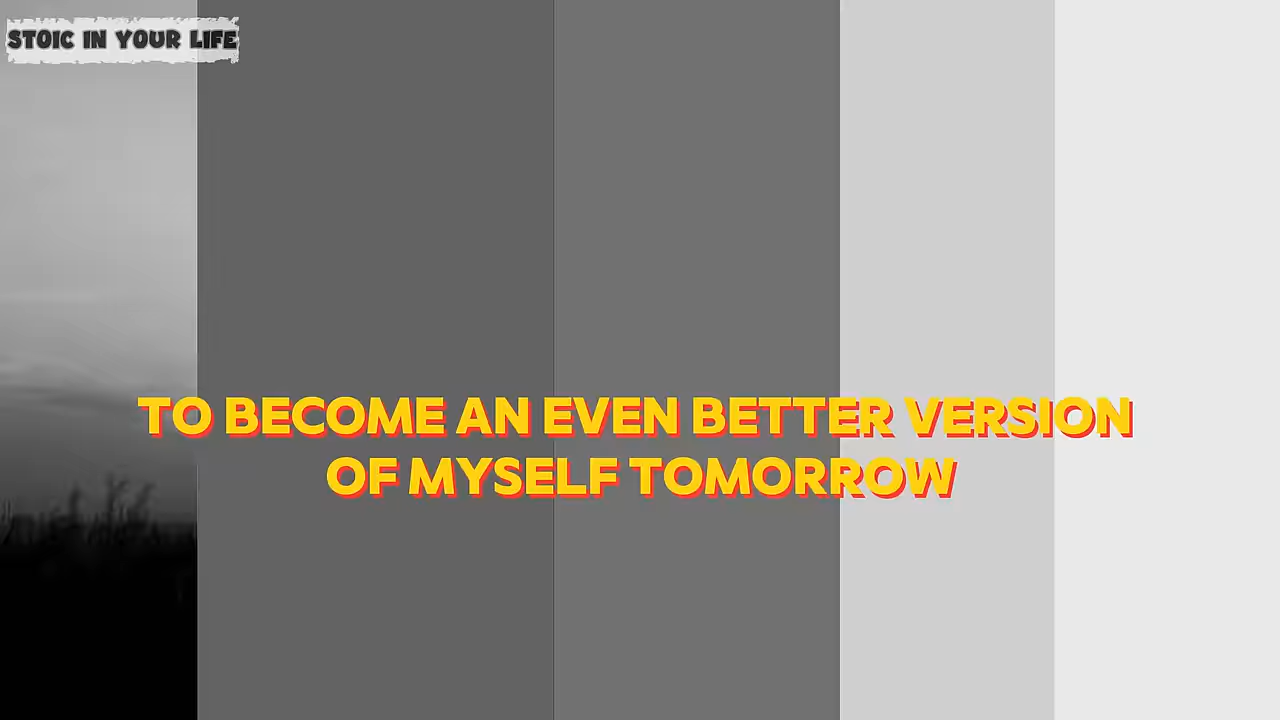 STOIC IN YOUR LIFE
TO BECOME AN EVEN BETTER VERSION
OF MYSELF TOMORROW